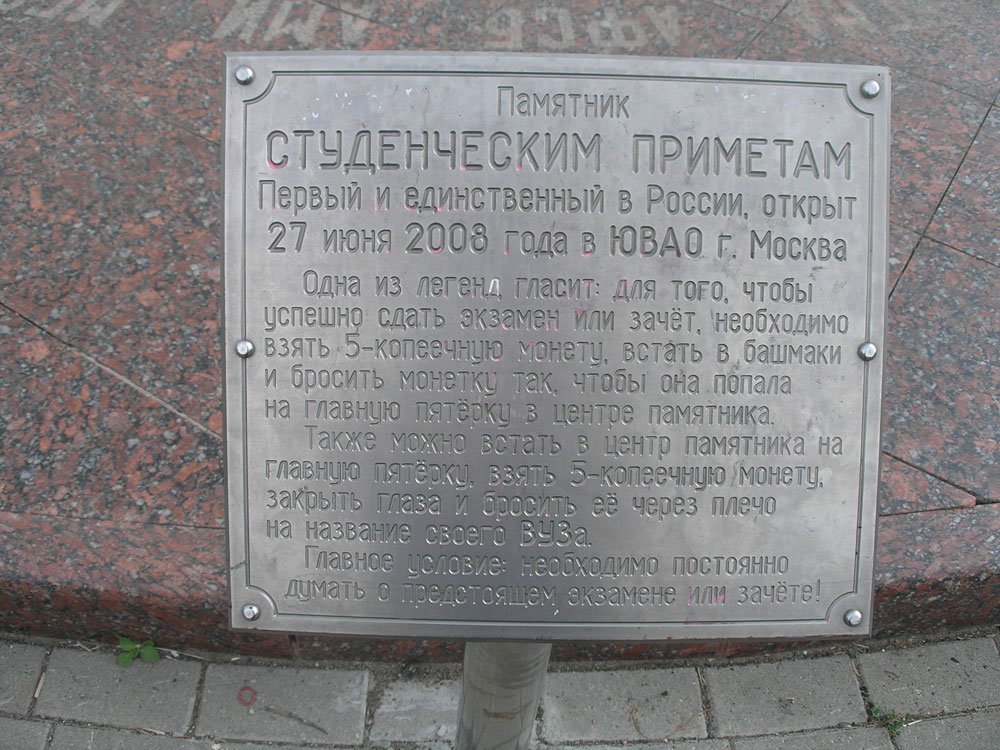 Памятник
СТУДЕНЧЕСКИМ ПРИМЕТАМ
Первый и единственный в России, открыт
27 июня 2008 года в ЮВАО г. Москва
Одна из легенд гласит: для того, чтобы
успешно сдать экзамен или зачёт, необходимо
взять 5-копеечную монету, встать в башмаки
и бросить монетку так, чтобы она попала
на главную пятёрку в центре памятника.
Также можно встать в центр памятника на
главную пятёрку, взять 5-копеечную монету,
закрыть глаза и бросить её через плечо
на название своего ВУЗа.
Главное условие: необходимо постоянно
думать о предстоящем экзамене или зачёте!